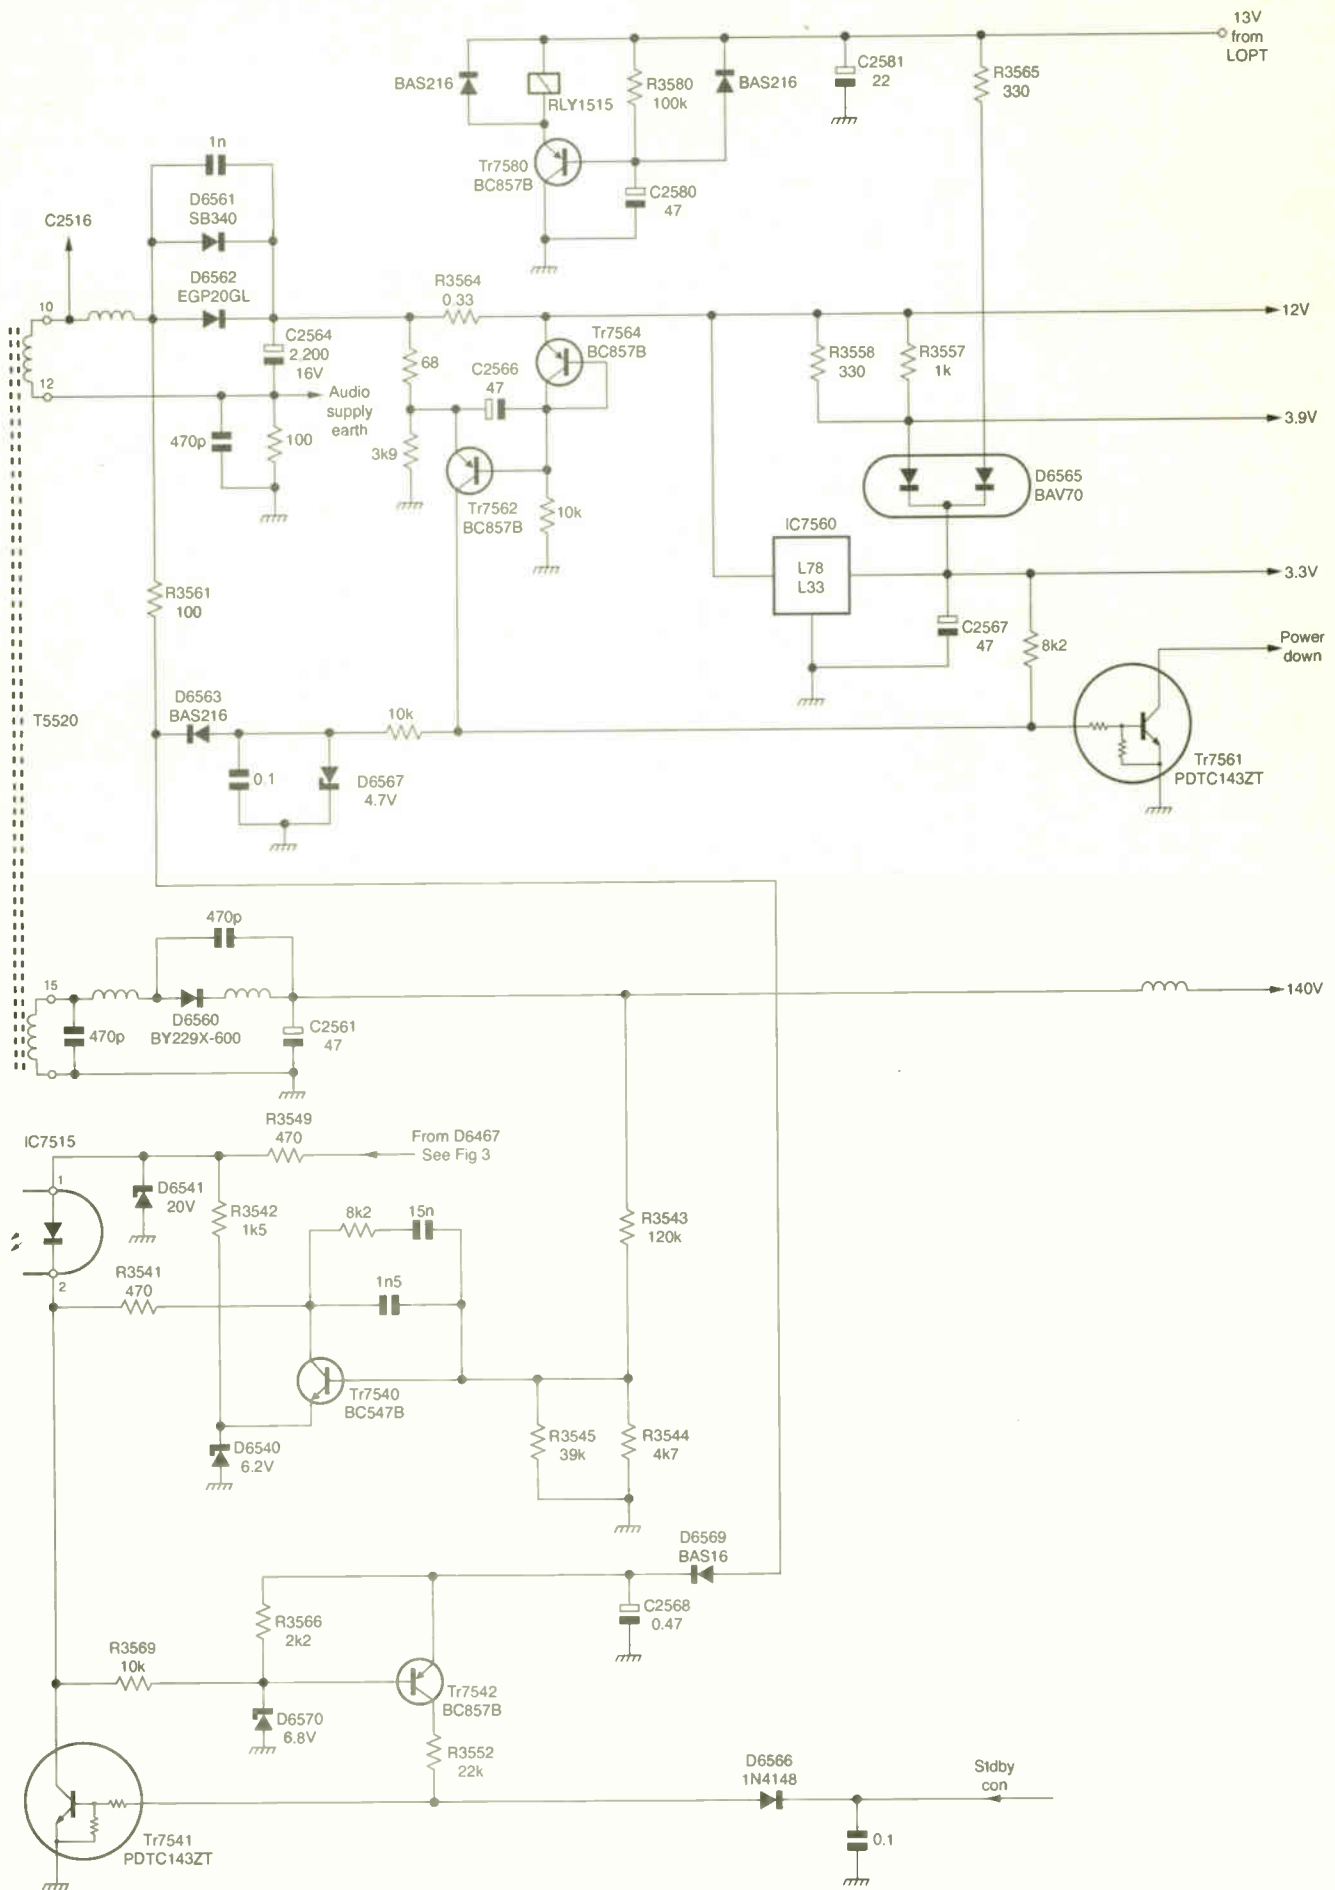 13V
from
LOPT
BAS216
RLY1515
R3580
100k
BAS216
C2581
22
R3565
330
1n
Tr7580
BC857B
C2580
47
D6561
SB340
C2516
D6562
EGP20GL
R3564
0.33
10
12V
C2564
2,200
16V
68
C2566
47
Tr7564
BC857B
R3558
330
R3557
1k
12
Audio
supply
earth
3.9V
470p
100
3k9
Tr7562
BC857B
10k
D6565
BAV70
IC7560
L78
L33
3.3V
R3561
100
C2567
47
8k2
Power
down
T5520
D6563
BAS216
10k
0.1
D6567
4.7V
Tr7561
PDTC143ZT
470p
15
140V
470p
D6560
BY229X-600
C2561
47
IC7515
R3549
470
From D6467
See Fig 3
1
D6541
20V
R3542
1k5
8k2
15n
R3543
120k
2
R3541
470
1n5
Tr7540
BC547B
D6540
6.2V
R3545
39k
R3544
4k7
D6569
BAS16
R3566
2k2
C2568
0.47
R3569
10k
Tr7542
BC857B
D6570
6.8V
R3552
22k
D6566
1N4148
Stdby
con
Tr7541
PDTC143ZT
0.1